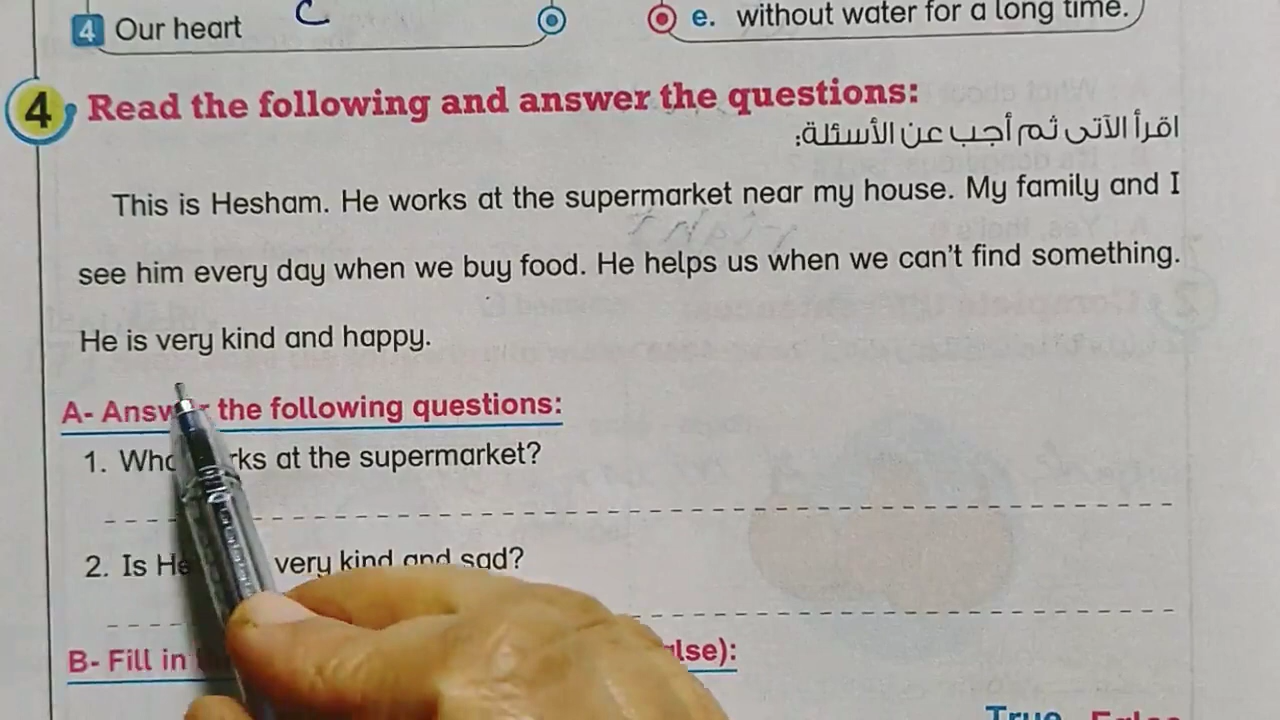 C
4 Our heart
e. without water for a long time.
4 Read the following and answer the questions:
اقرأ الآتى ثم أجب عن الأسئلة:
This is Hesham. He works at the supermarket near my house. My family and I
see him every day when we buy food. He helps us when we can't find something.
He is very kind and happy.
A- Answer the following questions:
1. Who works at the supermarket?
2. Is He very kind and sad?
B- Fill in lse):
True False